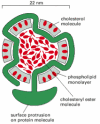 22 nm
cholesterol
molecule
phospholipid
monolayer
cholesteryl ester
molecule
surface protrusion
on protein molecule